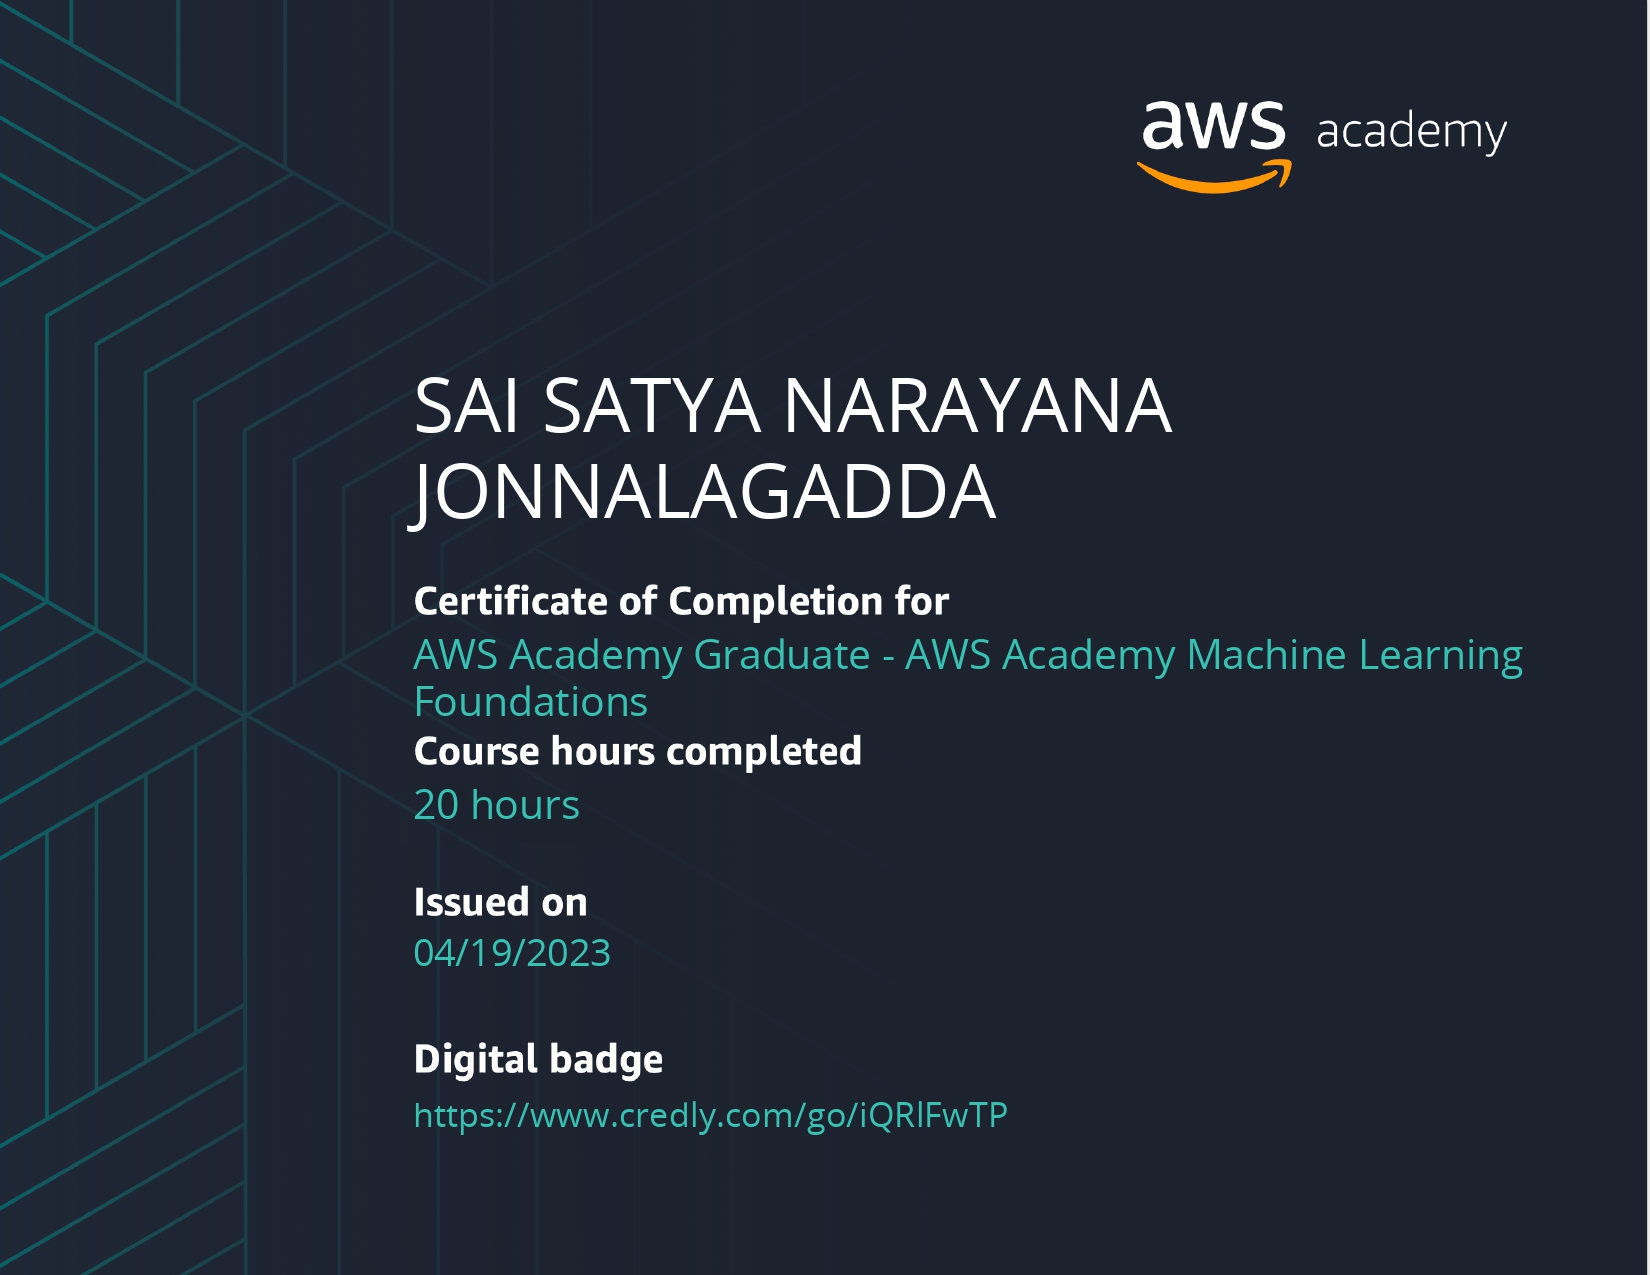 aws academy
SAI SATYA NARAYANA
JONNALAGADDA
Certificate of Completion for
AWS Academy Graduate - AWS Academy Machine Learning
Foundations
Course hours completed
20 hours
Issued on
04/19/2023
Digital badge
https://www.credly.com/go/iQRlFwTP